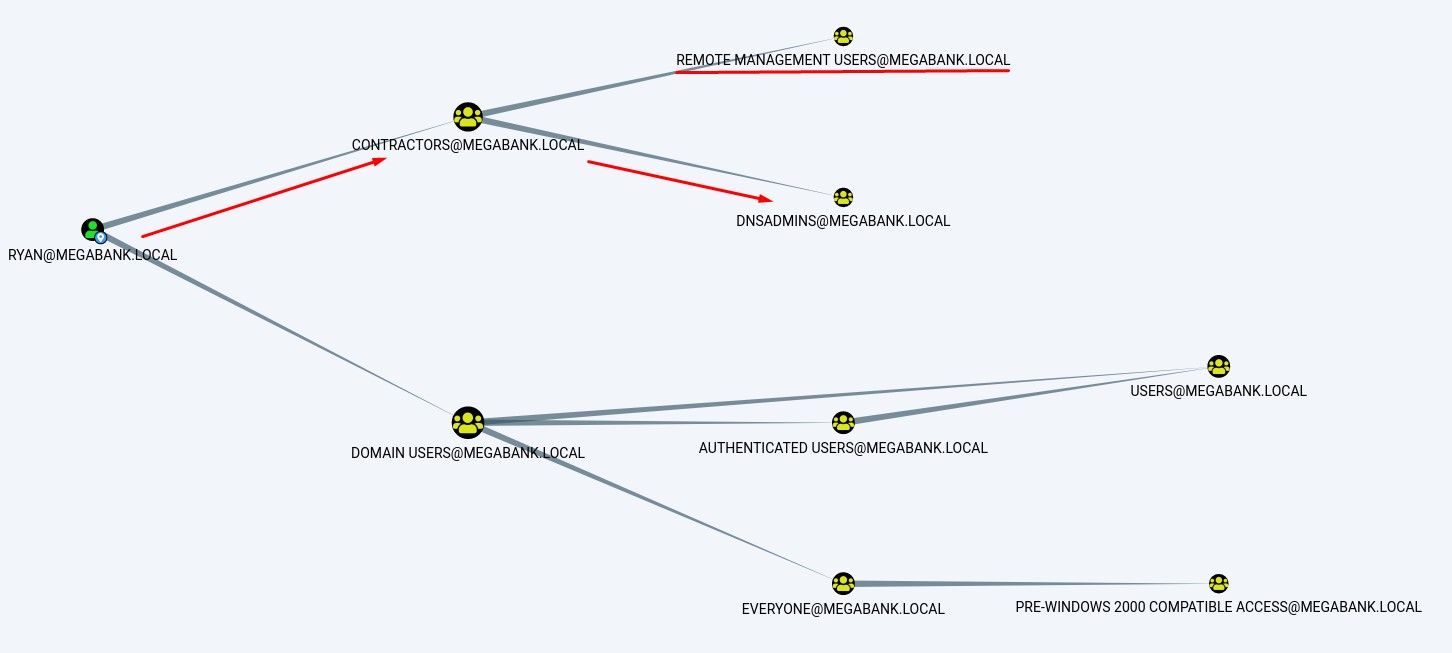 REMOTE MANAGEMENT USERS@MEGABANK.LOCAL
CONTRACTORS@MEGABANK.LOCAL
DNSADMINS@MEGABANK.LOCAL
RYAN@MEGABANK.LOCAL
USERS@MEGABANK.LOCAL
AUTHENTICATED USERS@MEGABANK.LOCAL
DOMAIN USERS@MEGABANK.LOCAL
EVERYONE@MEGABANK.LOCAL
PRE-WINDOWS 2000 COMPATIBLE ACCESS@MEGABANK.LOCAL